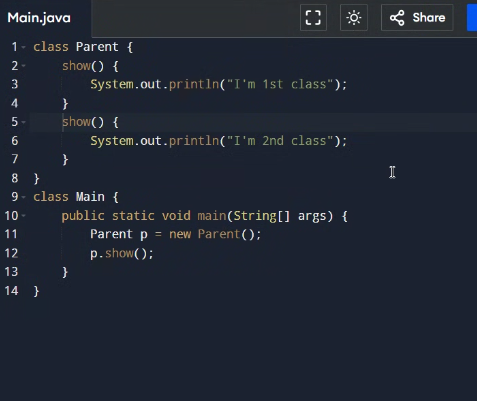 Main.java
Share
1 class Parent {
2 show() {
3 System.out.println("I'm 1st class");
4 }
5 show() {
6 System.out.println("I'm 2nd class");
7 }
8 }
9 class Main {
10 public static void main(String[] args) {
11 Parent p = new Parent();
12 p.show();
13 }
14 }